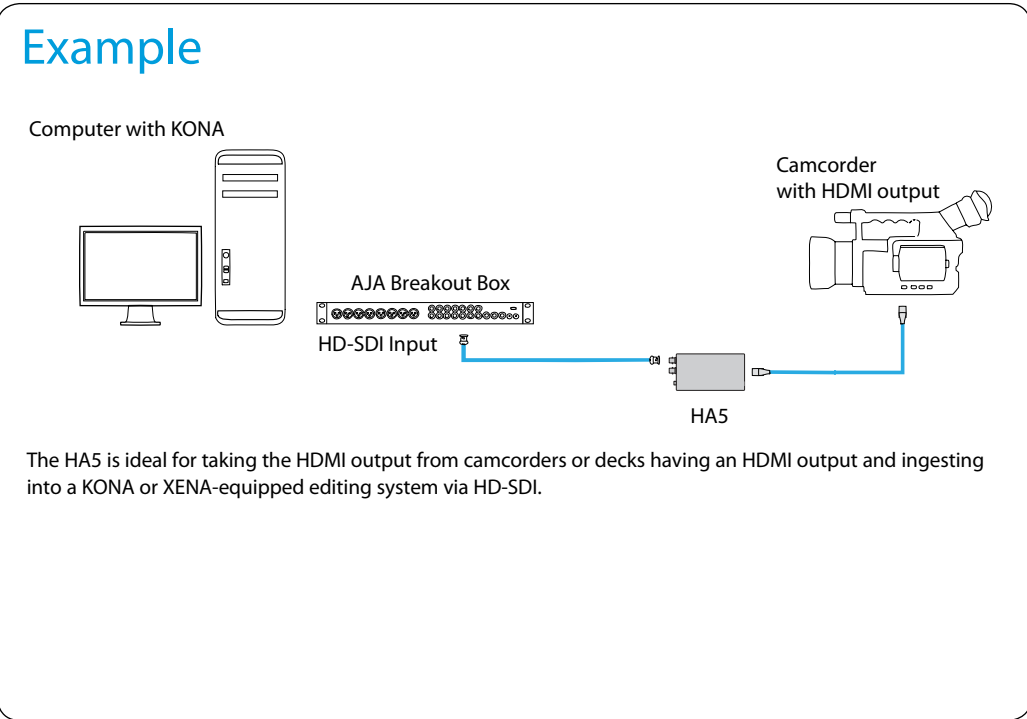 Example
Computer with KONA
Camcorder
with HDMI output
AJA Breakout Box
HD-SDI Input
HA5
The HA5 is ideal for taking the HDMI output from camcorders or decks having an HDMI output and ingesting
into a KONA or XENA-equipped editing system via HD-SDI.